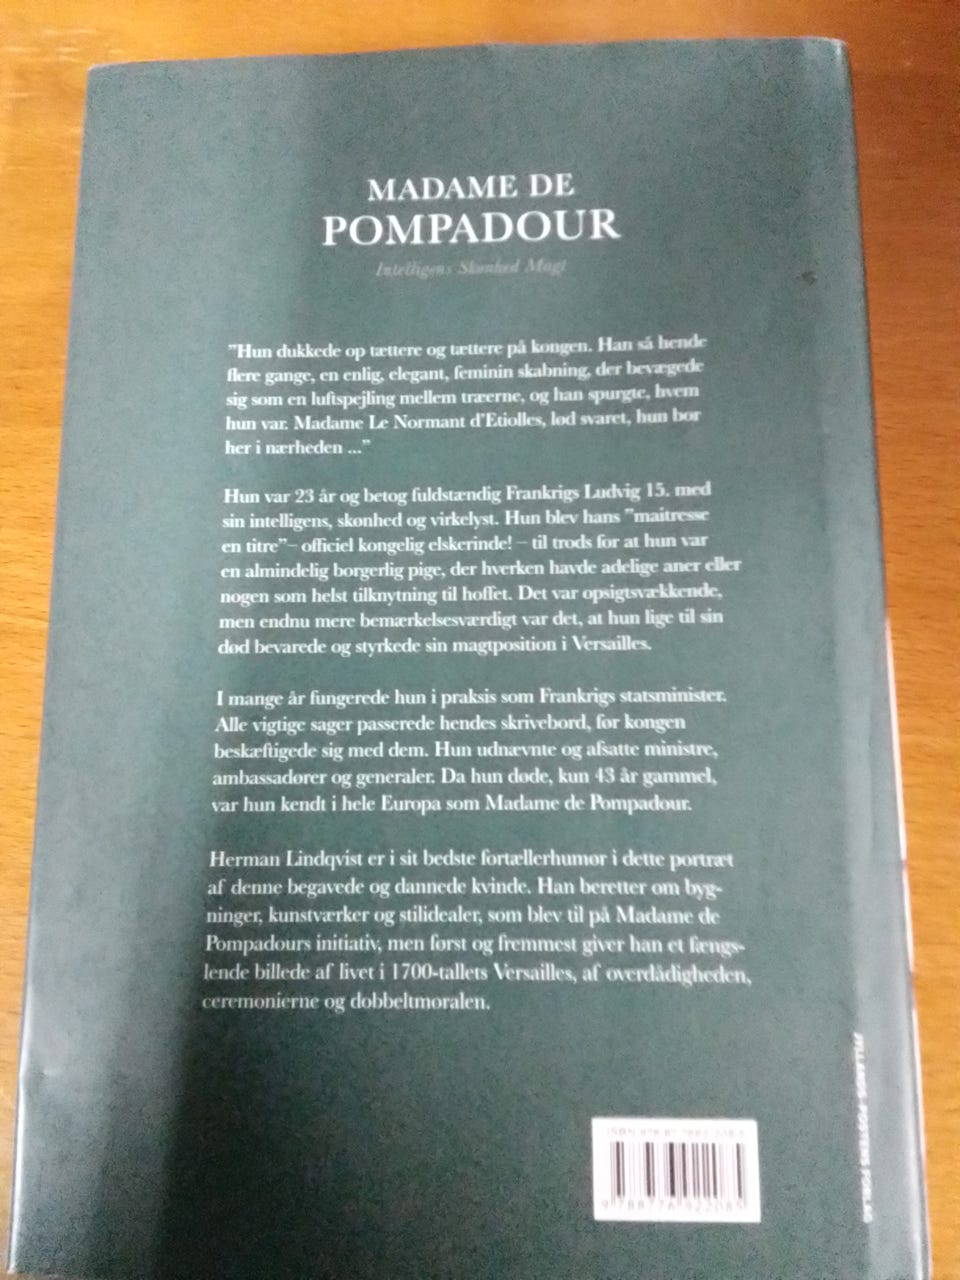 MADAME DE
POMPADOUR
Intelligens Skønhed Magt
"Hun dukkede op tættere og tættere på kongen. Han så hende
flere gange, en enlig, elegant, feminin skabning, der bevægede
sig som en luftspejling mellem træerne, og han spurgte, hvem
hun var. Madame Le Normant d'Etiolles, lød svaret, hun bor
her i nærheden ..."
Hun var 23 år og betog fuldstændig Frankrigs Ludvig 15. med
sin intelligens, skønhed og virkelyst. Hun blev hans "maitresse
en titre" – officiel kongelig elskerinde! – til trods for at hun var
en almindelig borgerlig pige, der hverken havde adelige aner eller
nogen som helst tilknytning til hoffet. Det var opsigtsvækkende,
men endnu mere bemærkelsesværdigt var det, at hun lige til sin
død bevarede og styrkede sin magtposition i Versailles.
I mange år fungerede hun i praksis som Frankrigs statsminister.
Alle vigtige sager passerede hendes skrivebord, før kongen
beskæftigede sig med dem. Hun udnævnte og afsatte ministre,
ambassadører og generaler. Da hun døde, kun 43 år gammel,
var hun kendt i hele Europa som Madame de Pompadour.
Herman Lindqvist er i sit bedste fortællerhumør i dette portræt
af denne begavede og dannede kvinde. Han beretter om byg-
ninger, kunstværker og stilidealer, som blev til på Madame de
Pompadours initiativ, men først og fremmest giver han et fængs-
lende billede af livet i 1700-tallets Versailles, af overdådigheden,
ceremonierne og dobbeltmoralen.
JYLLANDS-POSTENS FORLAG
9 788776 922085